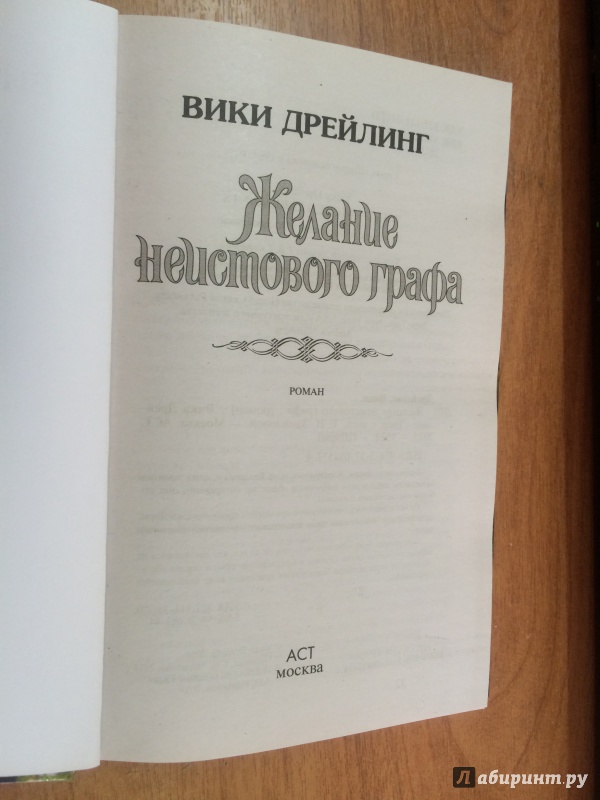 ВИКИ ДРЕЙЛИНГ
Желание
неистового графа
РОМАН
АСТ
МОСКВА
Лабиринт.ру